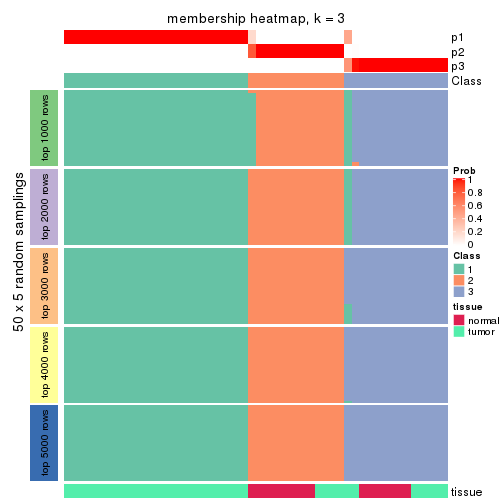 membership heatmap, k = 3
p1
p2
p3
Class
50 x 5 random samplings
top 1000 rows
top 2000 rows
top 3000 rows
top 4000 rows
top 5000 rows
tissue
Prob
1
0.8
0.6
0.4
0.2
0
Class
1
2
3
tissue
normal
tumor